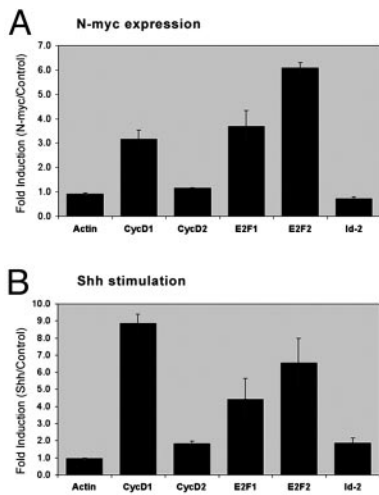 A
N-myc expression
Fold Induction (N-myc/Control)
7.0
6.0
5.0
4.0
3.0
2.0
1.0
0.0
Actin CycD1 CycD2 E2F1 E2F2 Id-2
B
Shh stimulation
Fold Induction (Shh/Control)
10.0
9.0
8.0
7.0
6.0
5.0
4.0
3.0
2.0
1.0
0.0
Actin CycD1 CycD2 E2F1 E2F2 Id-2